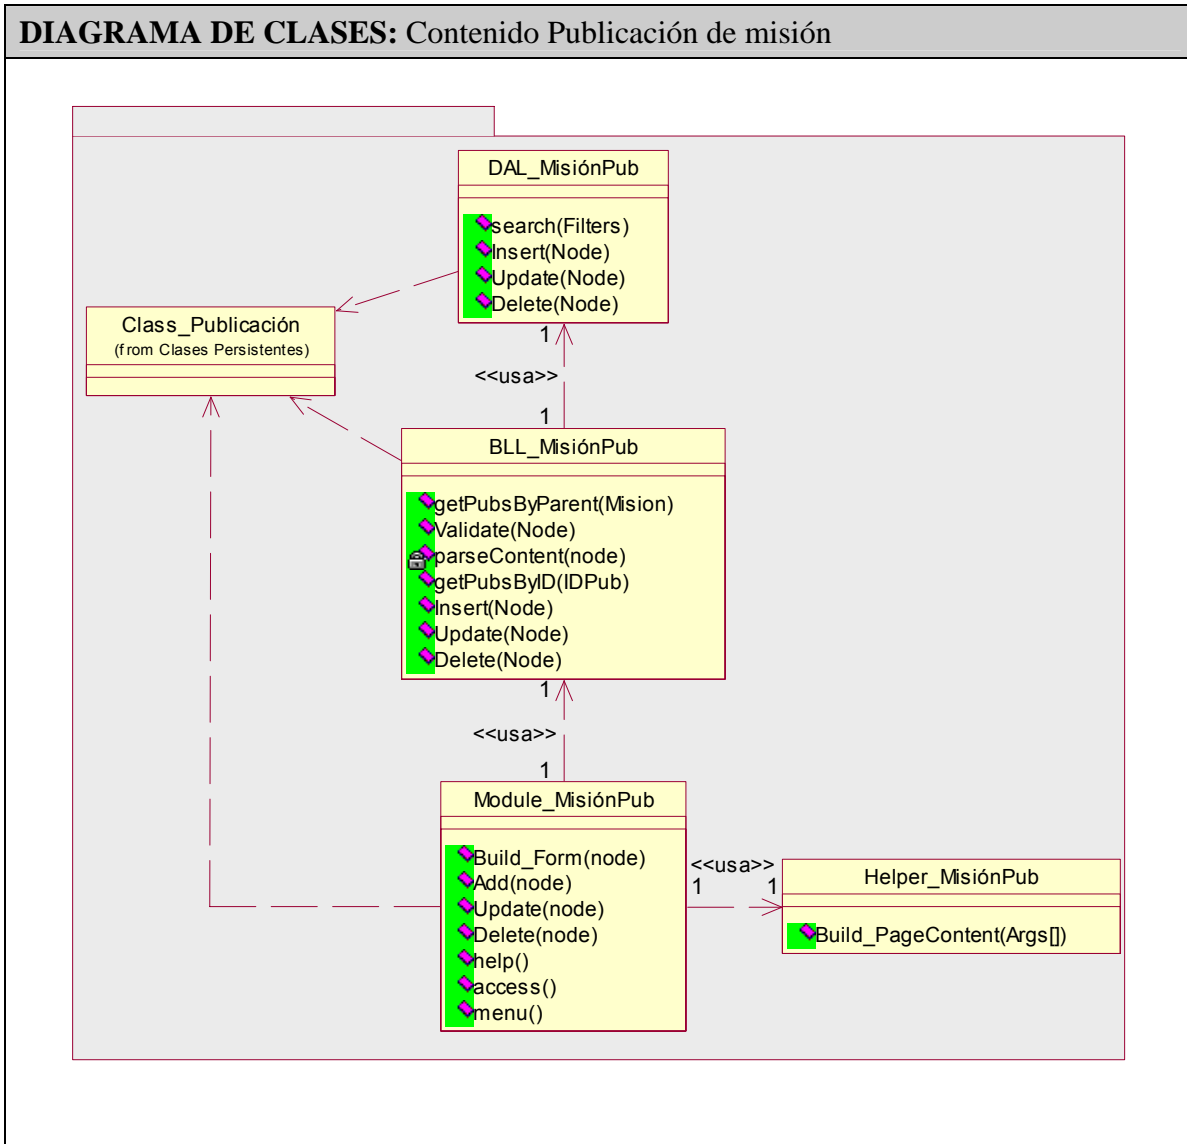 DIAGRAMA DE CLASES: Contenido Publicación de misión
DAL_MisiónPub
search(Filters)
Insert(Node)
Update(Node)
Delete(Node)
Class_Publicación
(from Clases Persistentes)
1
<<usa>>
1
BLL_MisiónPub
getPubsByParent(Mision)
Validate(Node)
parseContent(node)
getPubsByID(IDPub)
Insert(Node)
Update(Node)
Delete(Node)
1
<<usa>>
1
Module_MisiónPub
Build_Form(node)
Add(node)
Update(node)
Delete(node)
help()
access()
menu()
<<usa>>
1 1
Helper_MisiónPub
Build_PageContent(Args[])